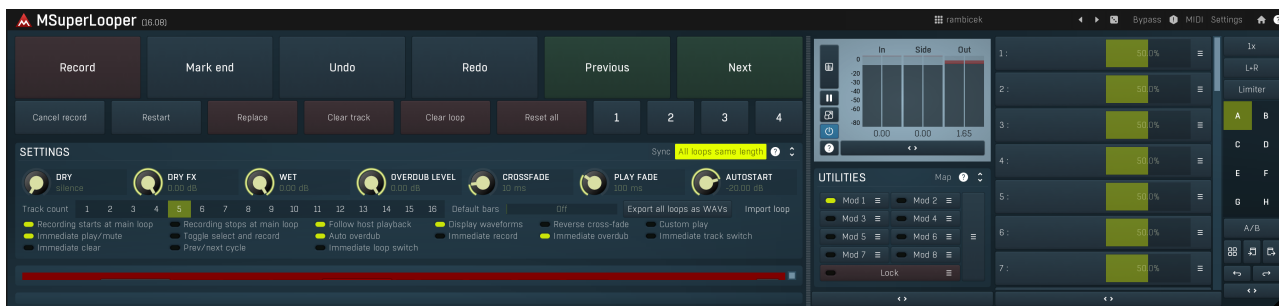 MSuperLooper (16.08)
rambicek
Bypass
MIDI
Settings
Record
Mark end
Undo
Redo
Previous
Next
Cancel record
Restart
Replace
Clear track
Clear loop
Reset all
1
2
3
4
SETTINGS
Sync
All loops same length
?
DRY
silence
DRY FX
0.00 dB
WET
0.00 dB
OVERDUB LEVEL
0.00 dB
CROSSFADE
10 ms
PLAY FADE
100 ms
AUTOSTART
-20.00 dB
Track count 1 2 3 4 5 6 7 8 9 10 11 12 13 14 15 16
Default bars
Off
Export all loops as WAVs
Import loop
Recording starts at main loop
Recording stops at main loop
Follow host playback
Display waveforms
Reverse cross-fade
Custom play
Immediate play/mute
Toggle select and record
Auto overdub
Immediate record
Immediate overdub
Immediate track switch
Immediate clear
Prev/next cycle
Immediate loop switch
In
Side
Out
0
-20
-30
-40
-50
-60
-80
0.00
0.00
1.65
?
UTILITIES
Map
?
Mod 1
Mod 2
Mod 3
Mod 4
Mod 5
Mod 6
Mod 7
Mod 8
Lock
1 :
50.0%
2 :
50.0%
3 :
50.0%
4 :
50.0%
5 :
50.0%
6 :
50.0%
7 :
50.0%
1x
L+R
Limiter
A
B
C
D
E
F
G
H
A/B